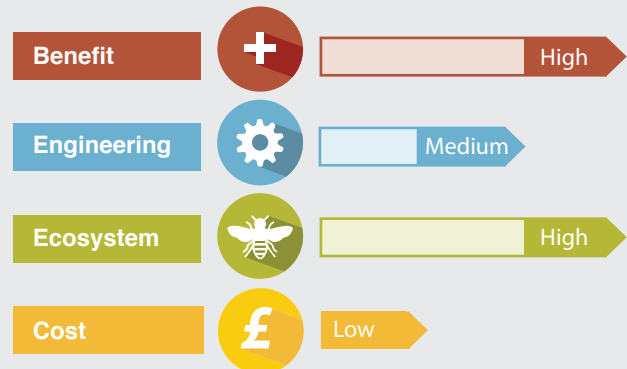 Benefit
High
Engineering
Medium
Ecosystem
High
Cost
£
Low